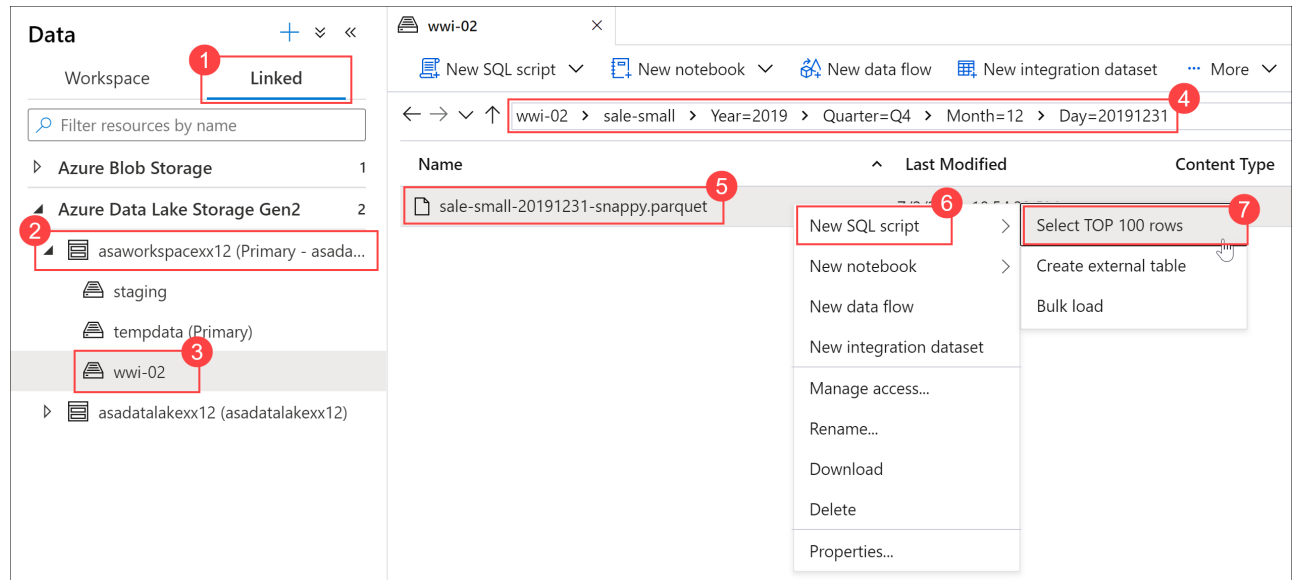 Data
1
Workspace
Linked
Filter resources by name
Azure Blob Storage 1
Azure Data Lake Storage Gen2 2
2
asaworkspacexx12 (Primary - asada...
staging
tempdata (Primary)
3
wwi-02
asadatalakexx12 (asadatalakexx12)
wwi-02
New SQL script
New notebook
New data flow
New integration dataset
More
4
wwi-02 > sale-small > Year=2019 > Quarter=Q4 > Month=12 > Day=20191231
Name
Last Modified
Content Type
5
sale-small-20191231-snappy.parquet
6
New SQL script
New notebook
New data flow
New integration dataset
Manage access...
Rename...
Download
Delete
Properties...
7
Select TOP 100 rows
Create external table
Bulk load